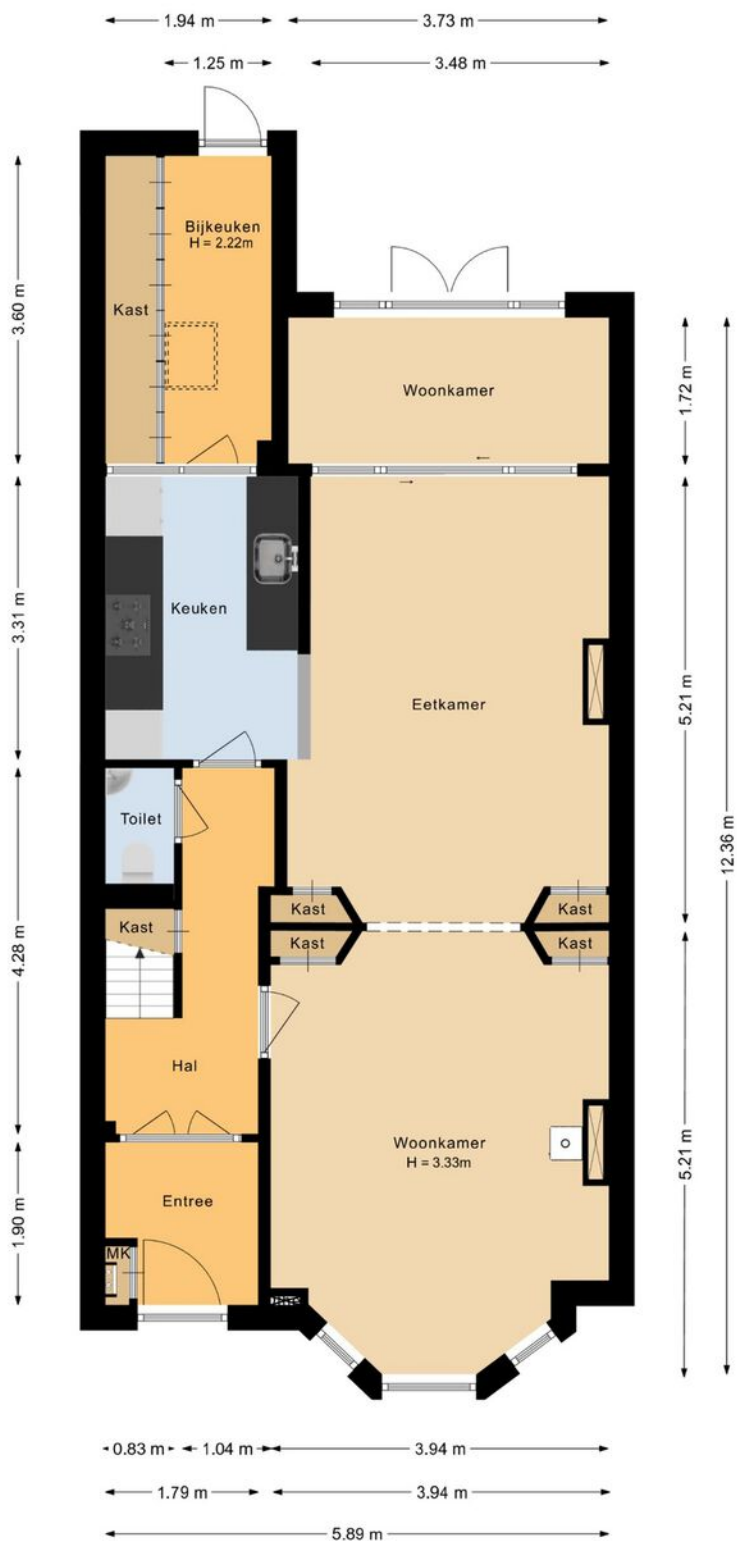 1.94 m
3.73 m
1.25 m
3.48 m
Bijkeuken
H = 2.22m
Kast
3.60 m
Woonkamer
1.72 m
Keuken
3.31 m
Eetkamer
5.21 m
Toilet
12.36 m
Kast
Kast
Kast
Kast
Kast
4.28 m
Hal
Woonkamer
H = 3.33m
5.21 m
Entree
1.90 m
MK
0.83 m
1.04 m
3.94 m
1.79 m
3.94 m
5.89 m